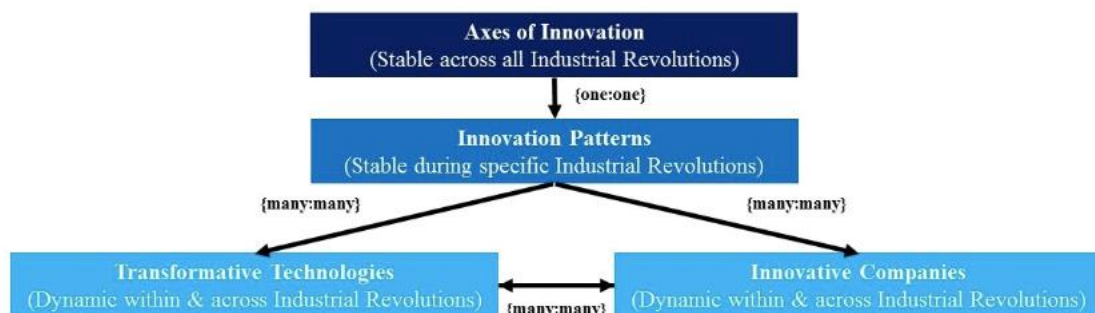 Axes of Innovation
(Stable across all Industrial Revolutions)
{one:one}
Innovation Patterns
(Stable during specific Industrial Revolutions)
{many:many}
{many:many}
Transformative Technologies
(Dynamic within & across Industrial Revolutions)
Innovative Companies
(Dynamic within & across Industrial Revolutions)
{many:many}